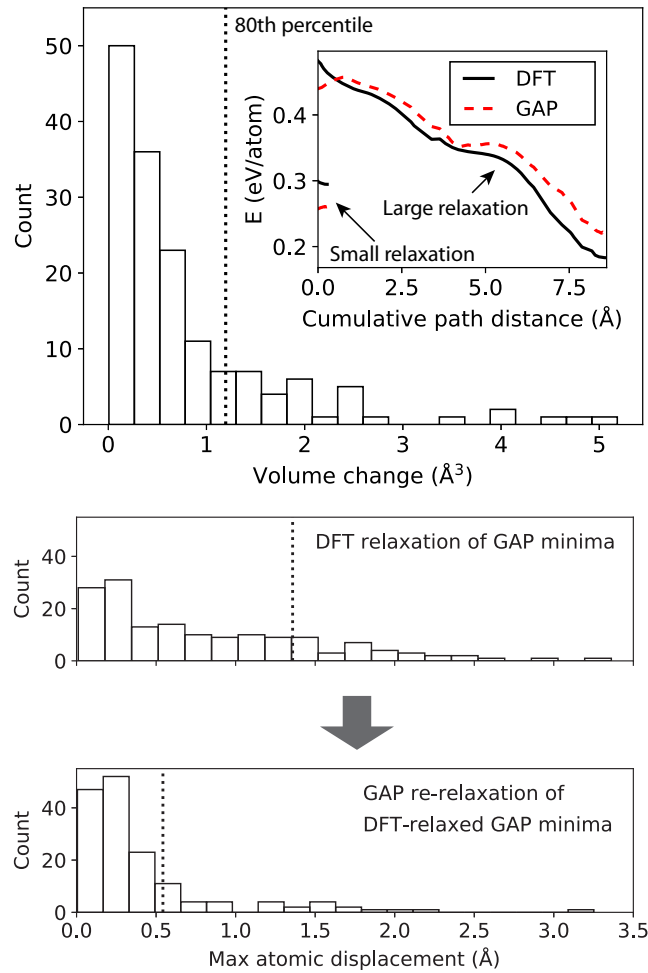 80th percentile
50
40
30
20
10
0
Count
0 1 2 3 4 5
Volume change (Å³)
DFT
GAP
0.4
0.3
0.2
E (eV/atom)
Large relaxation
Small relaxation
0.0 2.5 5.0 7.5
Cumulative path distance (Å)
DFT relaxation of GAP minima
40
20
0
Count
GAP re-relaxation of
DFT-relaxed GAP minima
40
20
0
Count
0.0 0.5 1.0 1.5 2.0 2.5 3.0 3.5
Max atomic displacement (Å)